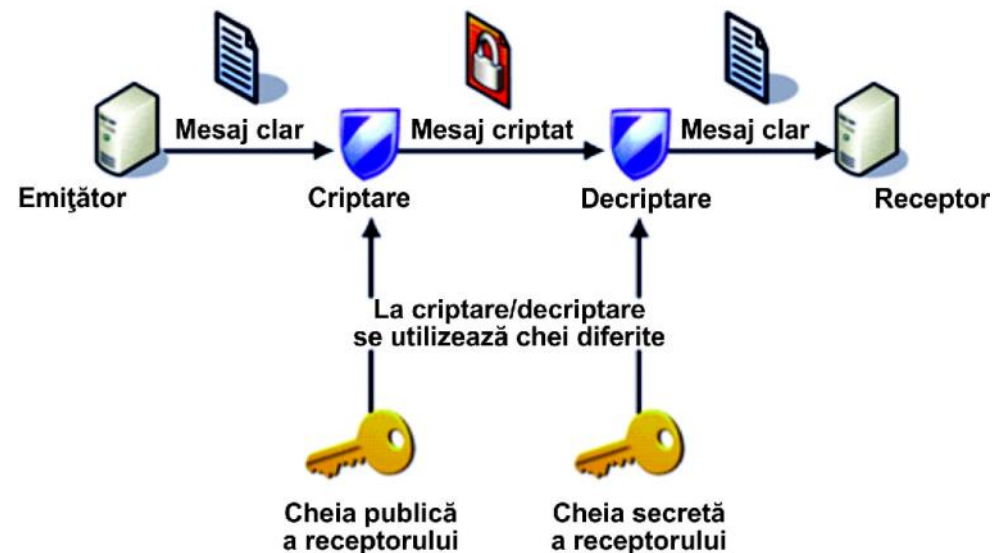 Mesaj clar
Mesaj criptat
Mesaj clar
Emiţător
Criptare
Decriptare
Receptor
La criptare/decriptare
se utilizează chei diferite
Cheia publică
a receptorului
Cheia secretă
a receptorului